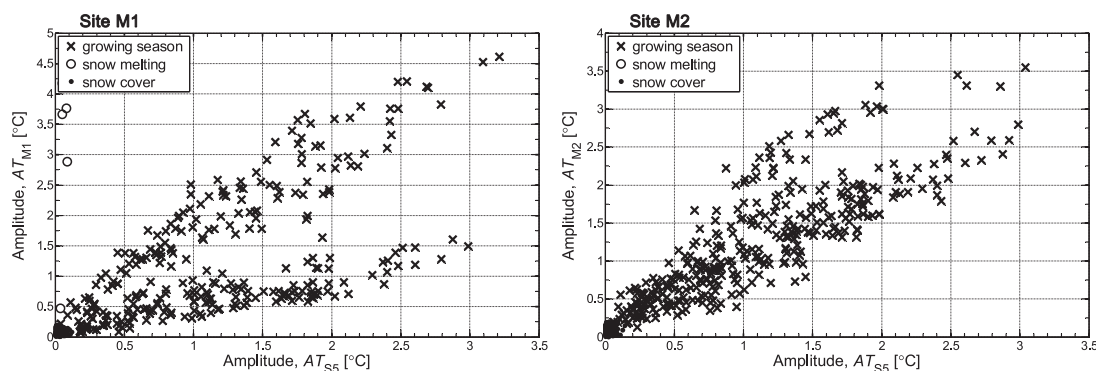 Site M1
growing season
snow melting
snow cover
Amplitude, AT_M1 [°C]
5
4.5
4
3.5
3
2.5
2
1.5
1
0.5
0
0 0.5 1 1.5 2 2.5 3 3.5
Amplitude, AT_S5 [°C]
Site M2
growing season
snow melting
snow cover
Amplitude, AT_M2 [°C]
4
3.5
3
2.5
2
1.5
1
0.5
0
0 0.5 1 1.5 2 2.5 3 3.5
Amplitude, AT_S5 [°C]